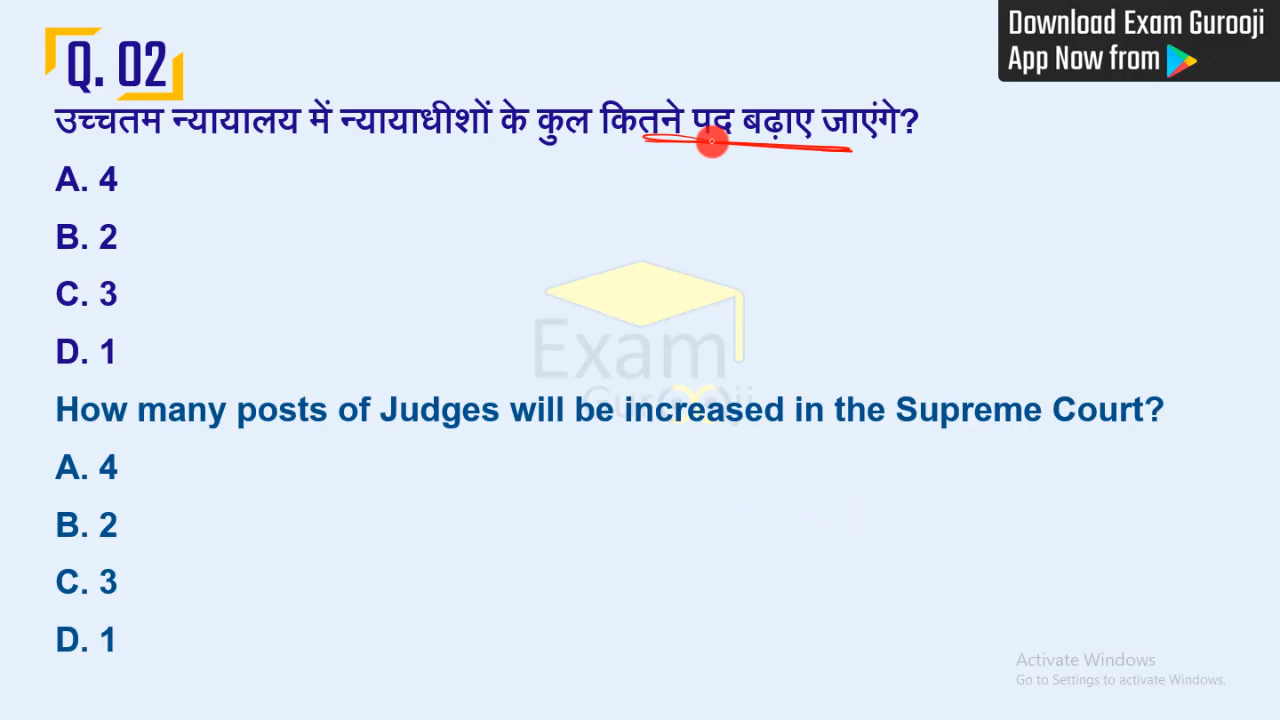 Download Exam Gurooji
App Now from
Q. 02
उच्चतम न्यायालय में न्यायाधीशों के कुल कितने पद बढ़ाए जाएंगे?
A. 4
B. 2
C. 3
D. 1
Exam
Gurooji
How many posts of Judges will be increased in the Supreme Court?
A. 4
B. 2
C. 3
D. 1
Activate Windows
Go to Settings to activate Windows.